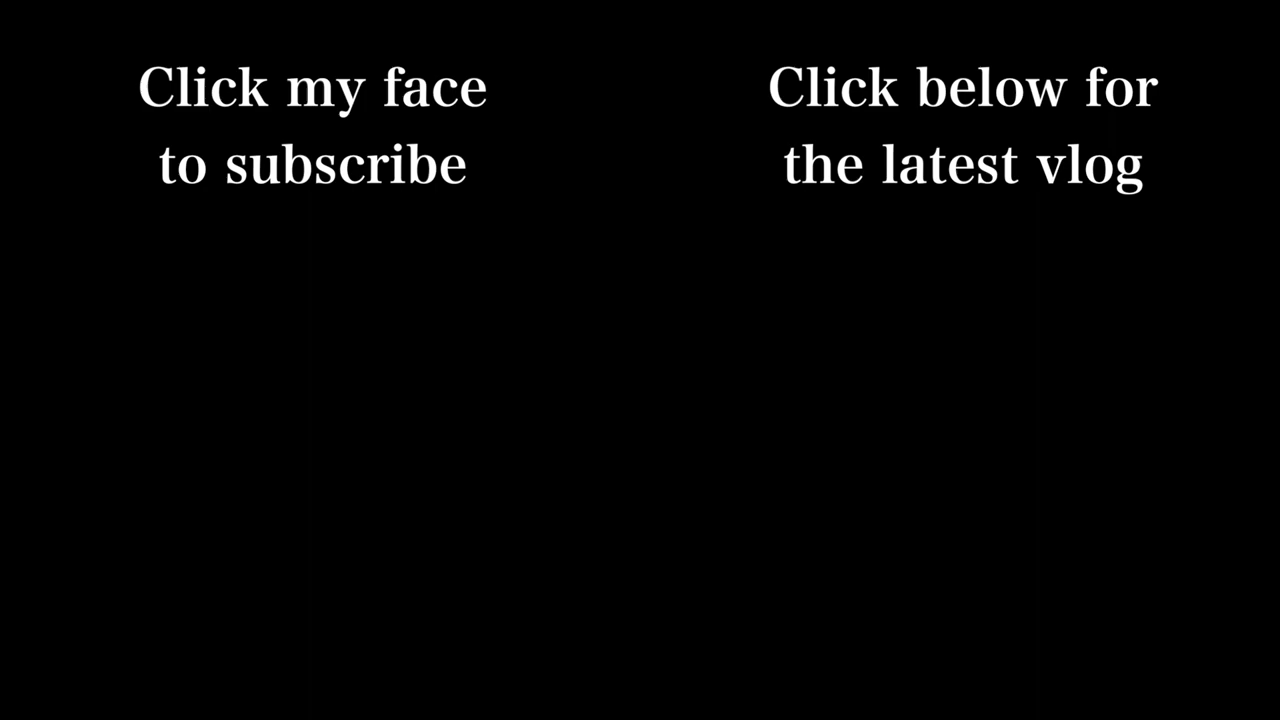 Click my face
to subscribe
Click below for
the latest vlog